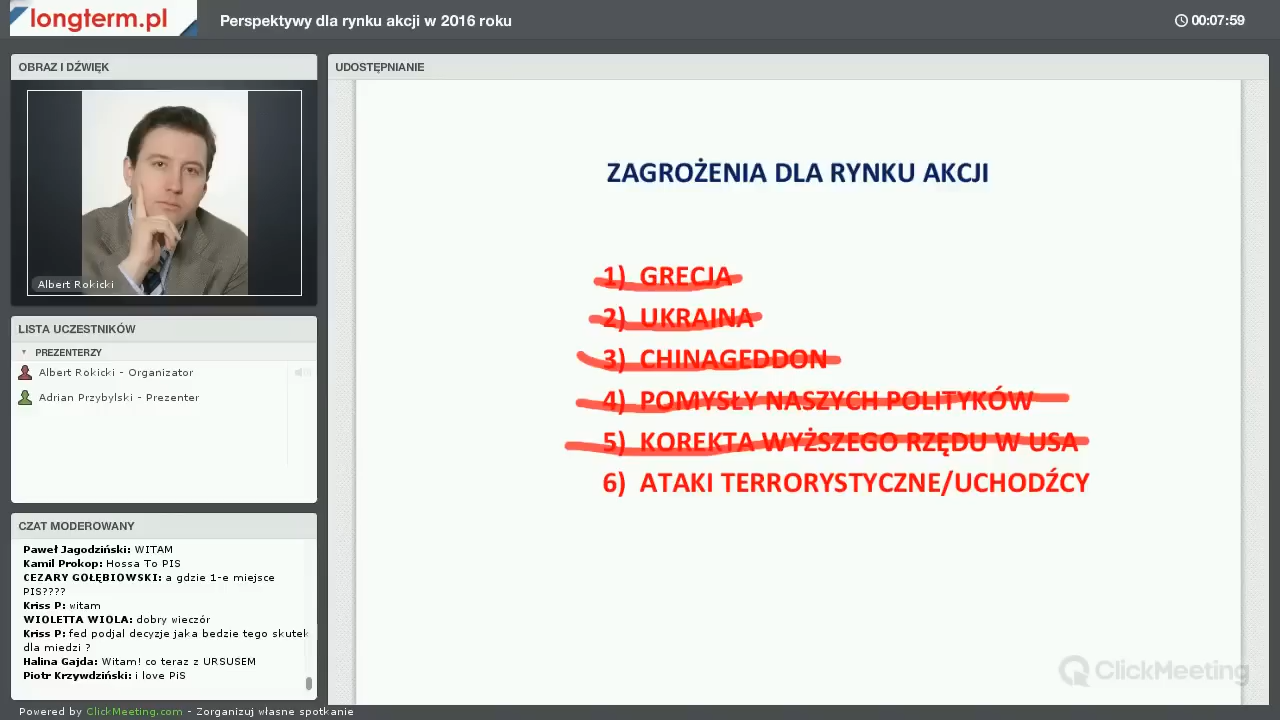 longterm.pl
Perspektywy dla rynku akcji w 2016 roku
00:07:59
OBRAZ I DŹWIĘK
Albert Rokicki
LISTA UCZESTNIKÓW
PREZENTERZY
Albert Rokicki - Organizator
Adrian Przybylski - Prezenter
CZAT MODEROWANY
Paweł Jagodziński: WITAM
Kamil Prokop: Hossa To PIS
CEZARY GOŁĘBIOWSKI: a gdzie 1-e miejsce
PIS????
Kriss P: witam
WIOLETTA WIOLA: dobry wieczór
Kriss P: fed podjal decyzje jaka bedzie tego skutek
dla miedzi ?
Halina Gajda: Witam! co teraz z URSUSEM
Piotr Krzywdziński: i love PiS
UDOSTĘPNIANIE
ZAGROŻENIA DLA RYNKU AKCJI
1) GRECJA
2) UKRAINA
3) CHINAGEDDON
4) POMYSŁY NASZYCH POLITYKÓW
5) KOREKTA WYŻSZEGO RZĘDU W USA
6) ATAKI TERRORYSTYCZNE/UCHODŹCY
ClickMeeting
Powered by ClickMeeting.com - Zorganizuj własne spotkanie